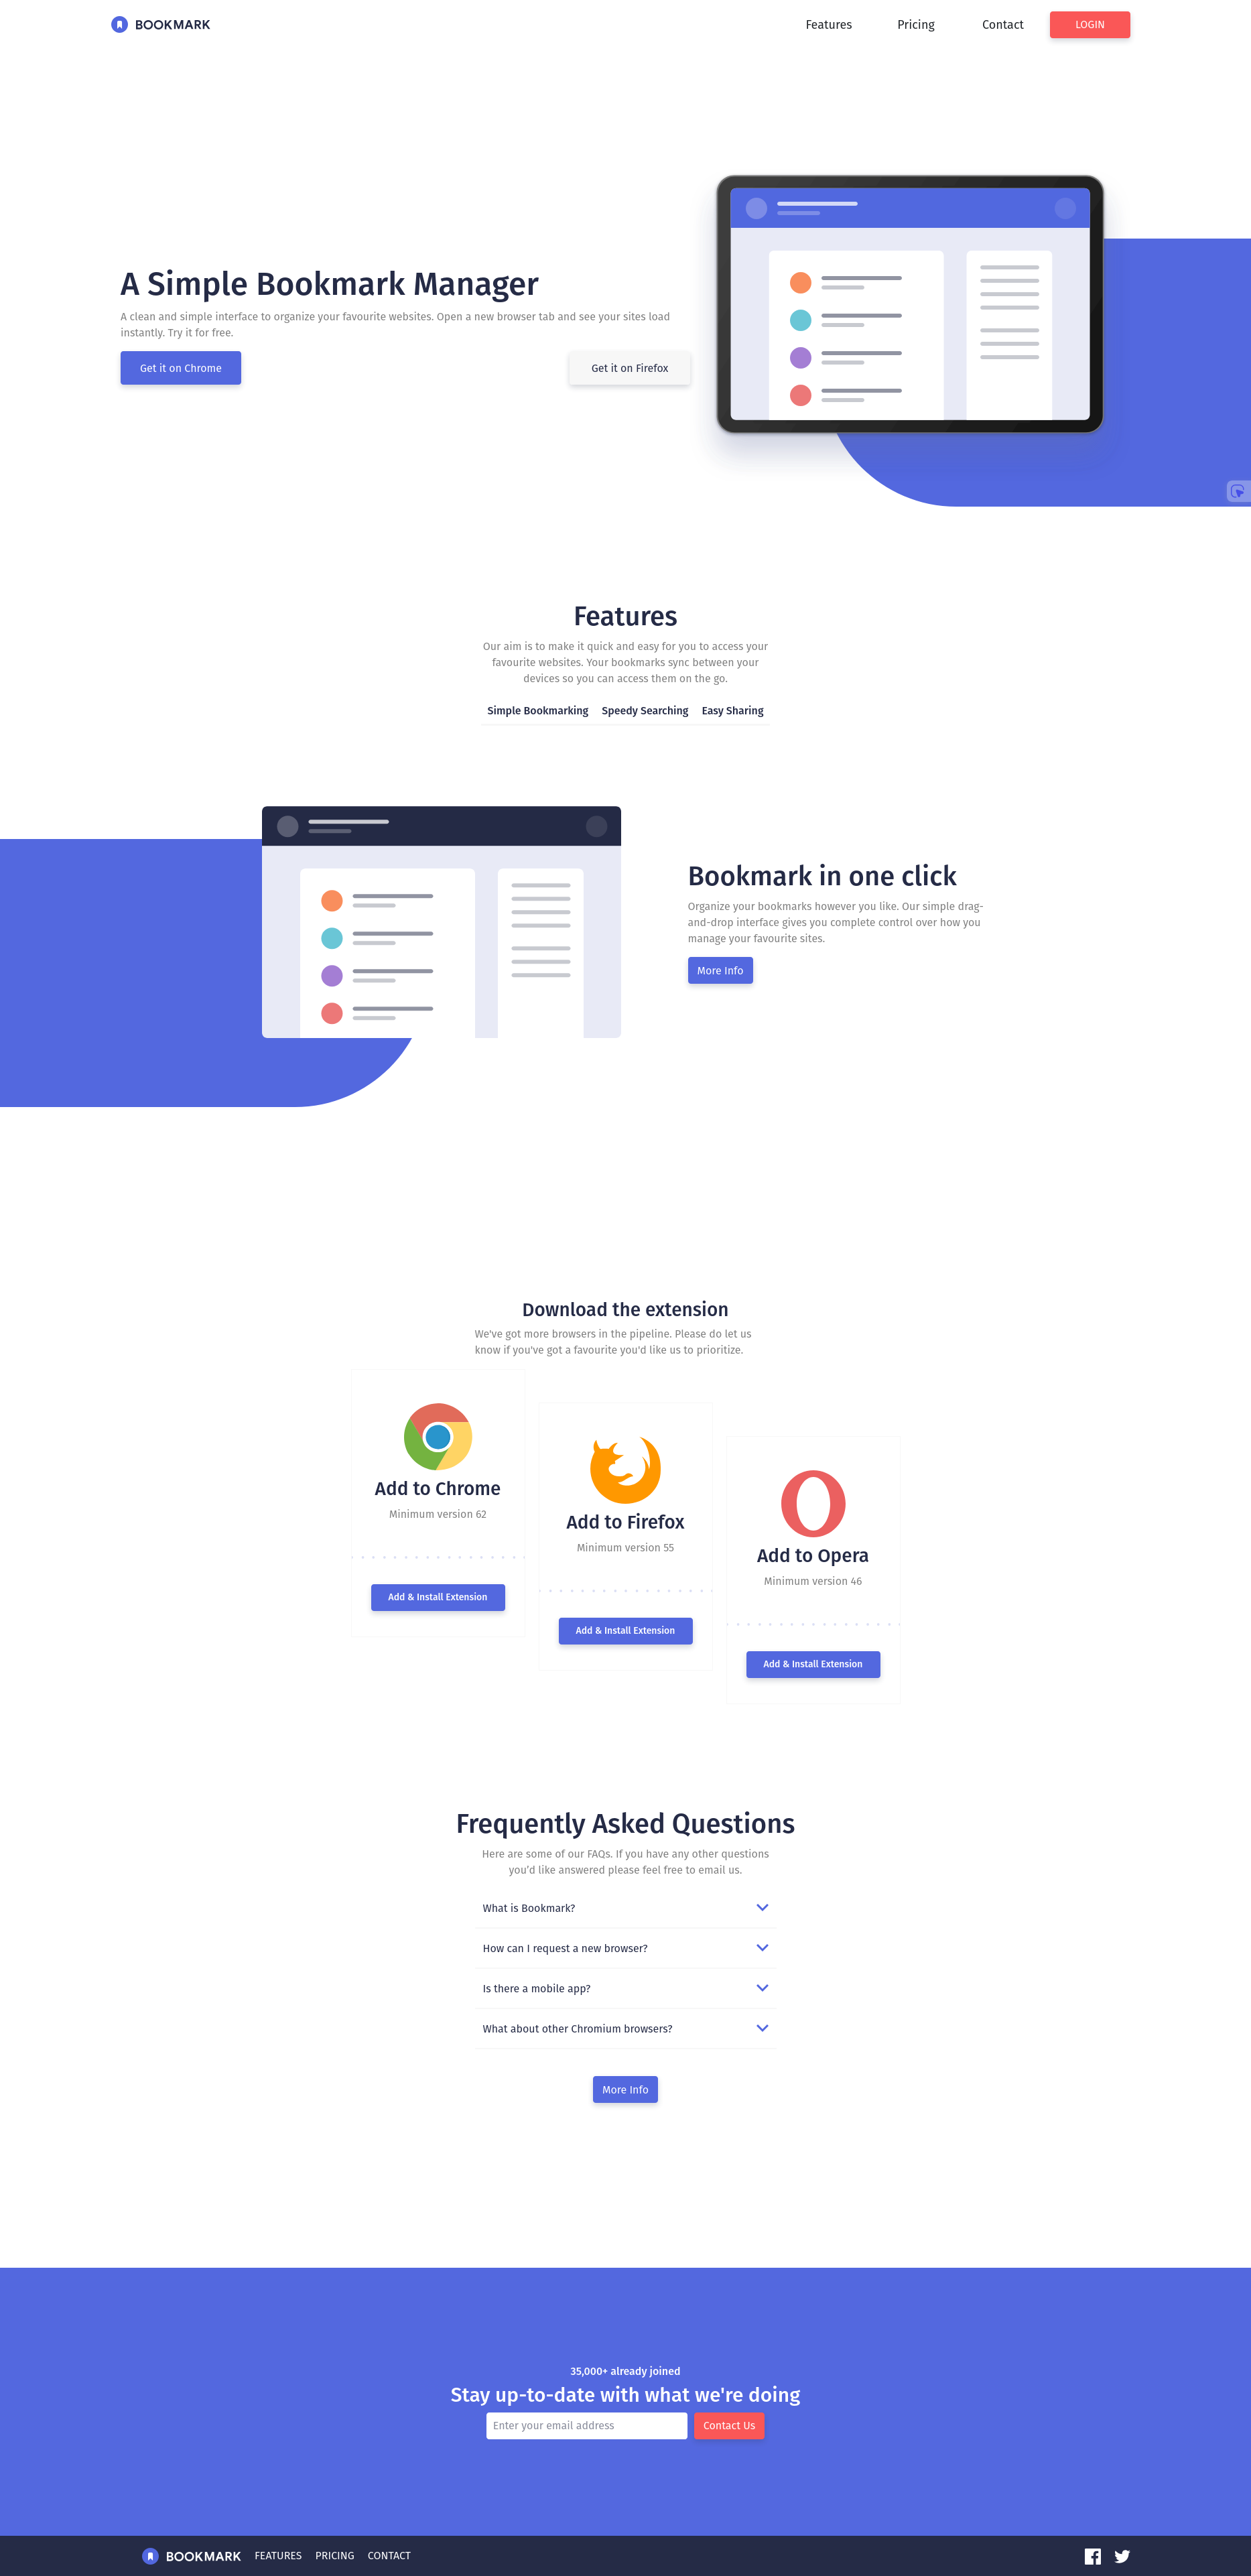 BOOKMARK
Features
Pricing
Contact
LOGIN
A Simple Bookmark Manager
A clean and simple interface to organize your favourite websites. Open a new browser tab and see your sites load
instantly. Try it for free.
Get it on Chrome
Get it on Firefox
Features
Our aim is to make it quick and easy for you to access your
favourite websites. Your bookmarks sync between your
devices so you can access them on the go.
Simple Bookmarking
Speedy Searching
Easy Sharing
Bookmark in one click
Organize your bookmarks however you like. Our simple drag-
and-drop interface gives you complete control over how you
manage your favourite sites.
More Info
Download the extension
We've got more browsers in the pipeline. Please do let us
know if you've got a favourite you'd like us to prioritize.
Add to Chrome
Minimum version 62
Add & Install Extension
Add to Firefox
Minimum version 55
Add & Install Extension
Add to Opera
Minimum version 46
Add & Install Extension
Frequently Asked Questions
Here are some of our FAQs. If you have any other questions
you’d like answered please feel free to email us.
What is Bookmark?
How can I request a new browser?
Is there a mobile app?
What about other Chromium browsers?
More Info
35,000+ already joined
Stay up-to-date with what we're doing
Enter your email address
Contact Us
BOOKMARK
FEATURES
PRICING
CONTACT